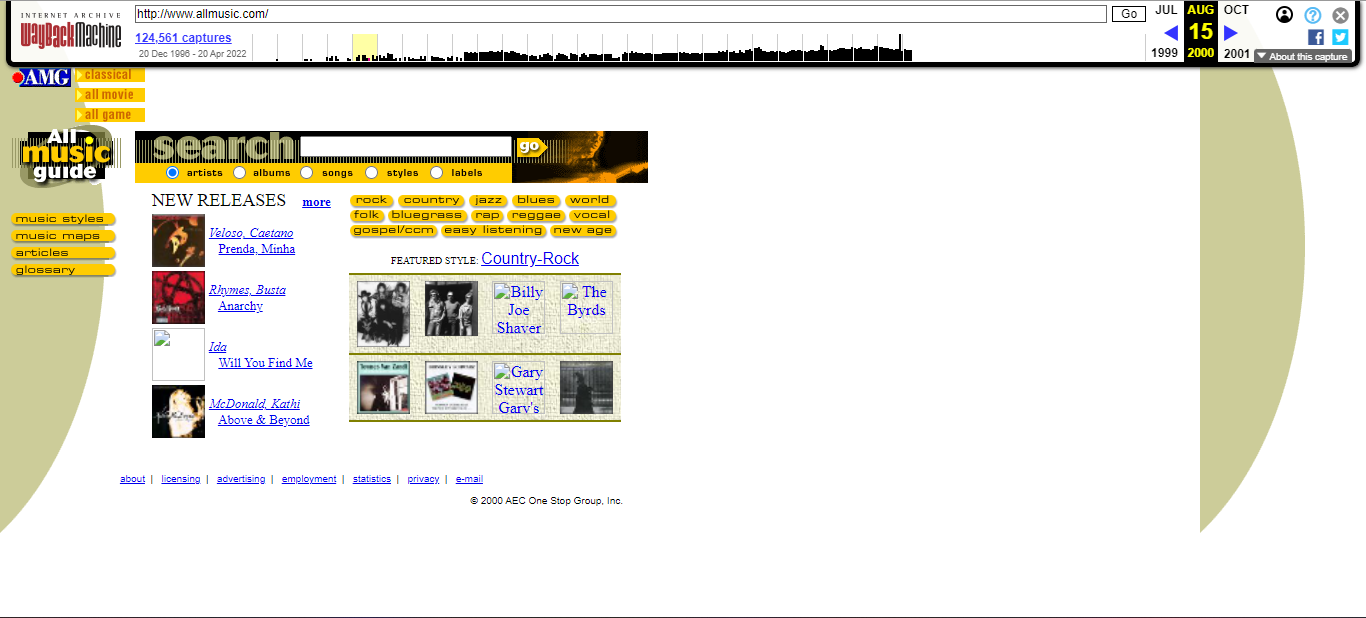 INTERNET ARCHIVE
WayBackMachine
http://www.allmusic.com/
Go
124,561 captures
20 Dec 1996 - 20 Apr 2022
JUL AUG OCT
15
1999 2000 2001
About this capture
AMG
classical
all movie
all game
All music guide
search
go
artists albums songs styles labels
music styles
music maps
articles
glossary
NEW RELEASES more
Veloso, Caetano
Prenda, Minha
Rhymes, Busta
Anarchy
Ida
Will You Find Me
McDonald, Kathi
Above & Beyond
rock country jazz blues world
folk bluegrass rap reggae vocal
gospel/ccm easy listening new age
FEATURED STYLE: Country-Rock
Billy Joe Shaver
The Byrds
Gary Stewart Gary's
about | licensing | advertising | employment | statistics | privacy | e-mail
© 2000 AEC One Stop Group, Inc.